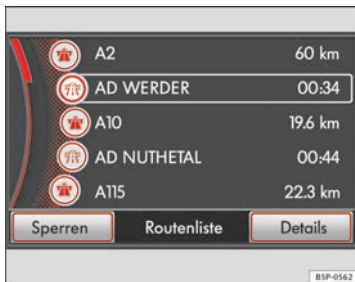 A2 60 km
AD WERDER 00:34
A10 19.6 km
AD NUTHETAL 00:44
A115 22.3 km
Sperren Routenliste Details
B5P-0562